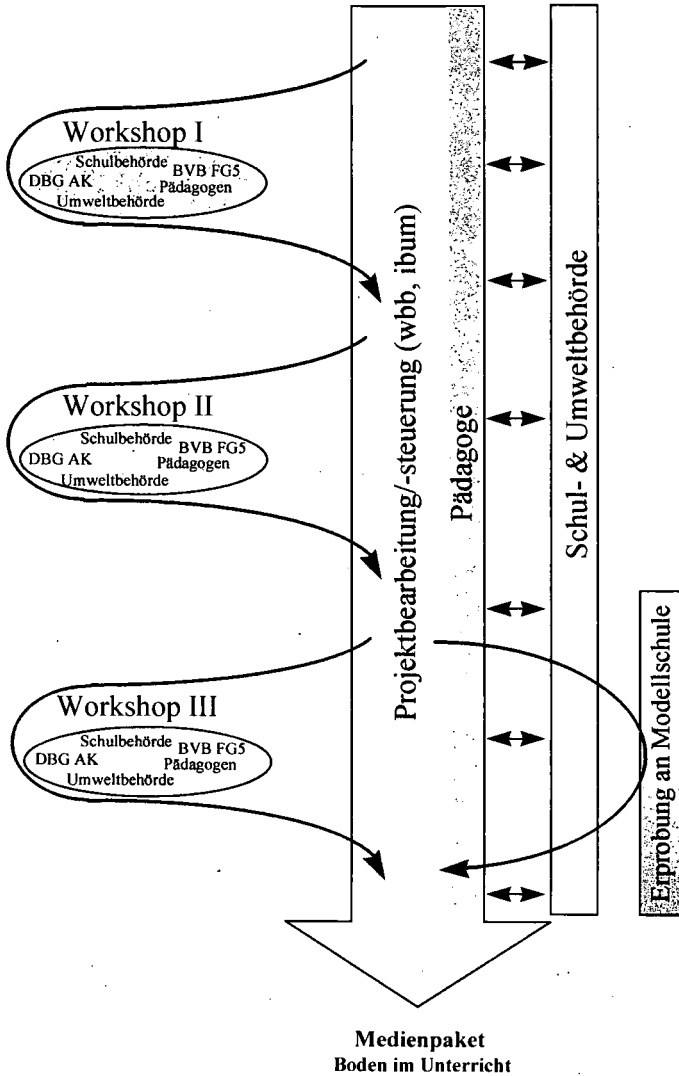 Workshop I
Schulbehörde
DBG AK
BVB FG5
Pädagogen
Umweltbehörde
Workshop II
Schulbehörde
DBG AK
BVB FG5
Pädagogen
Umweltbehörde
Workshop III
Schulbehörde
DBG AK
BVB FG5
Pädagogen
Umweltbehörde
Projektbearbeitung/-steuerung (wbb, ibum)
Pädagoge
Schul- & Umweltbehörde
Erprobung an Modellschule
Medienpaket
Boden im Unterricht